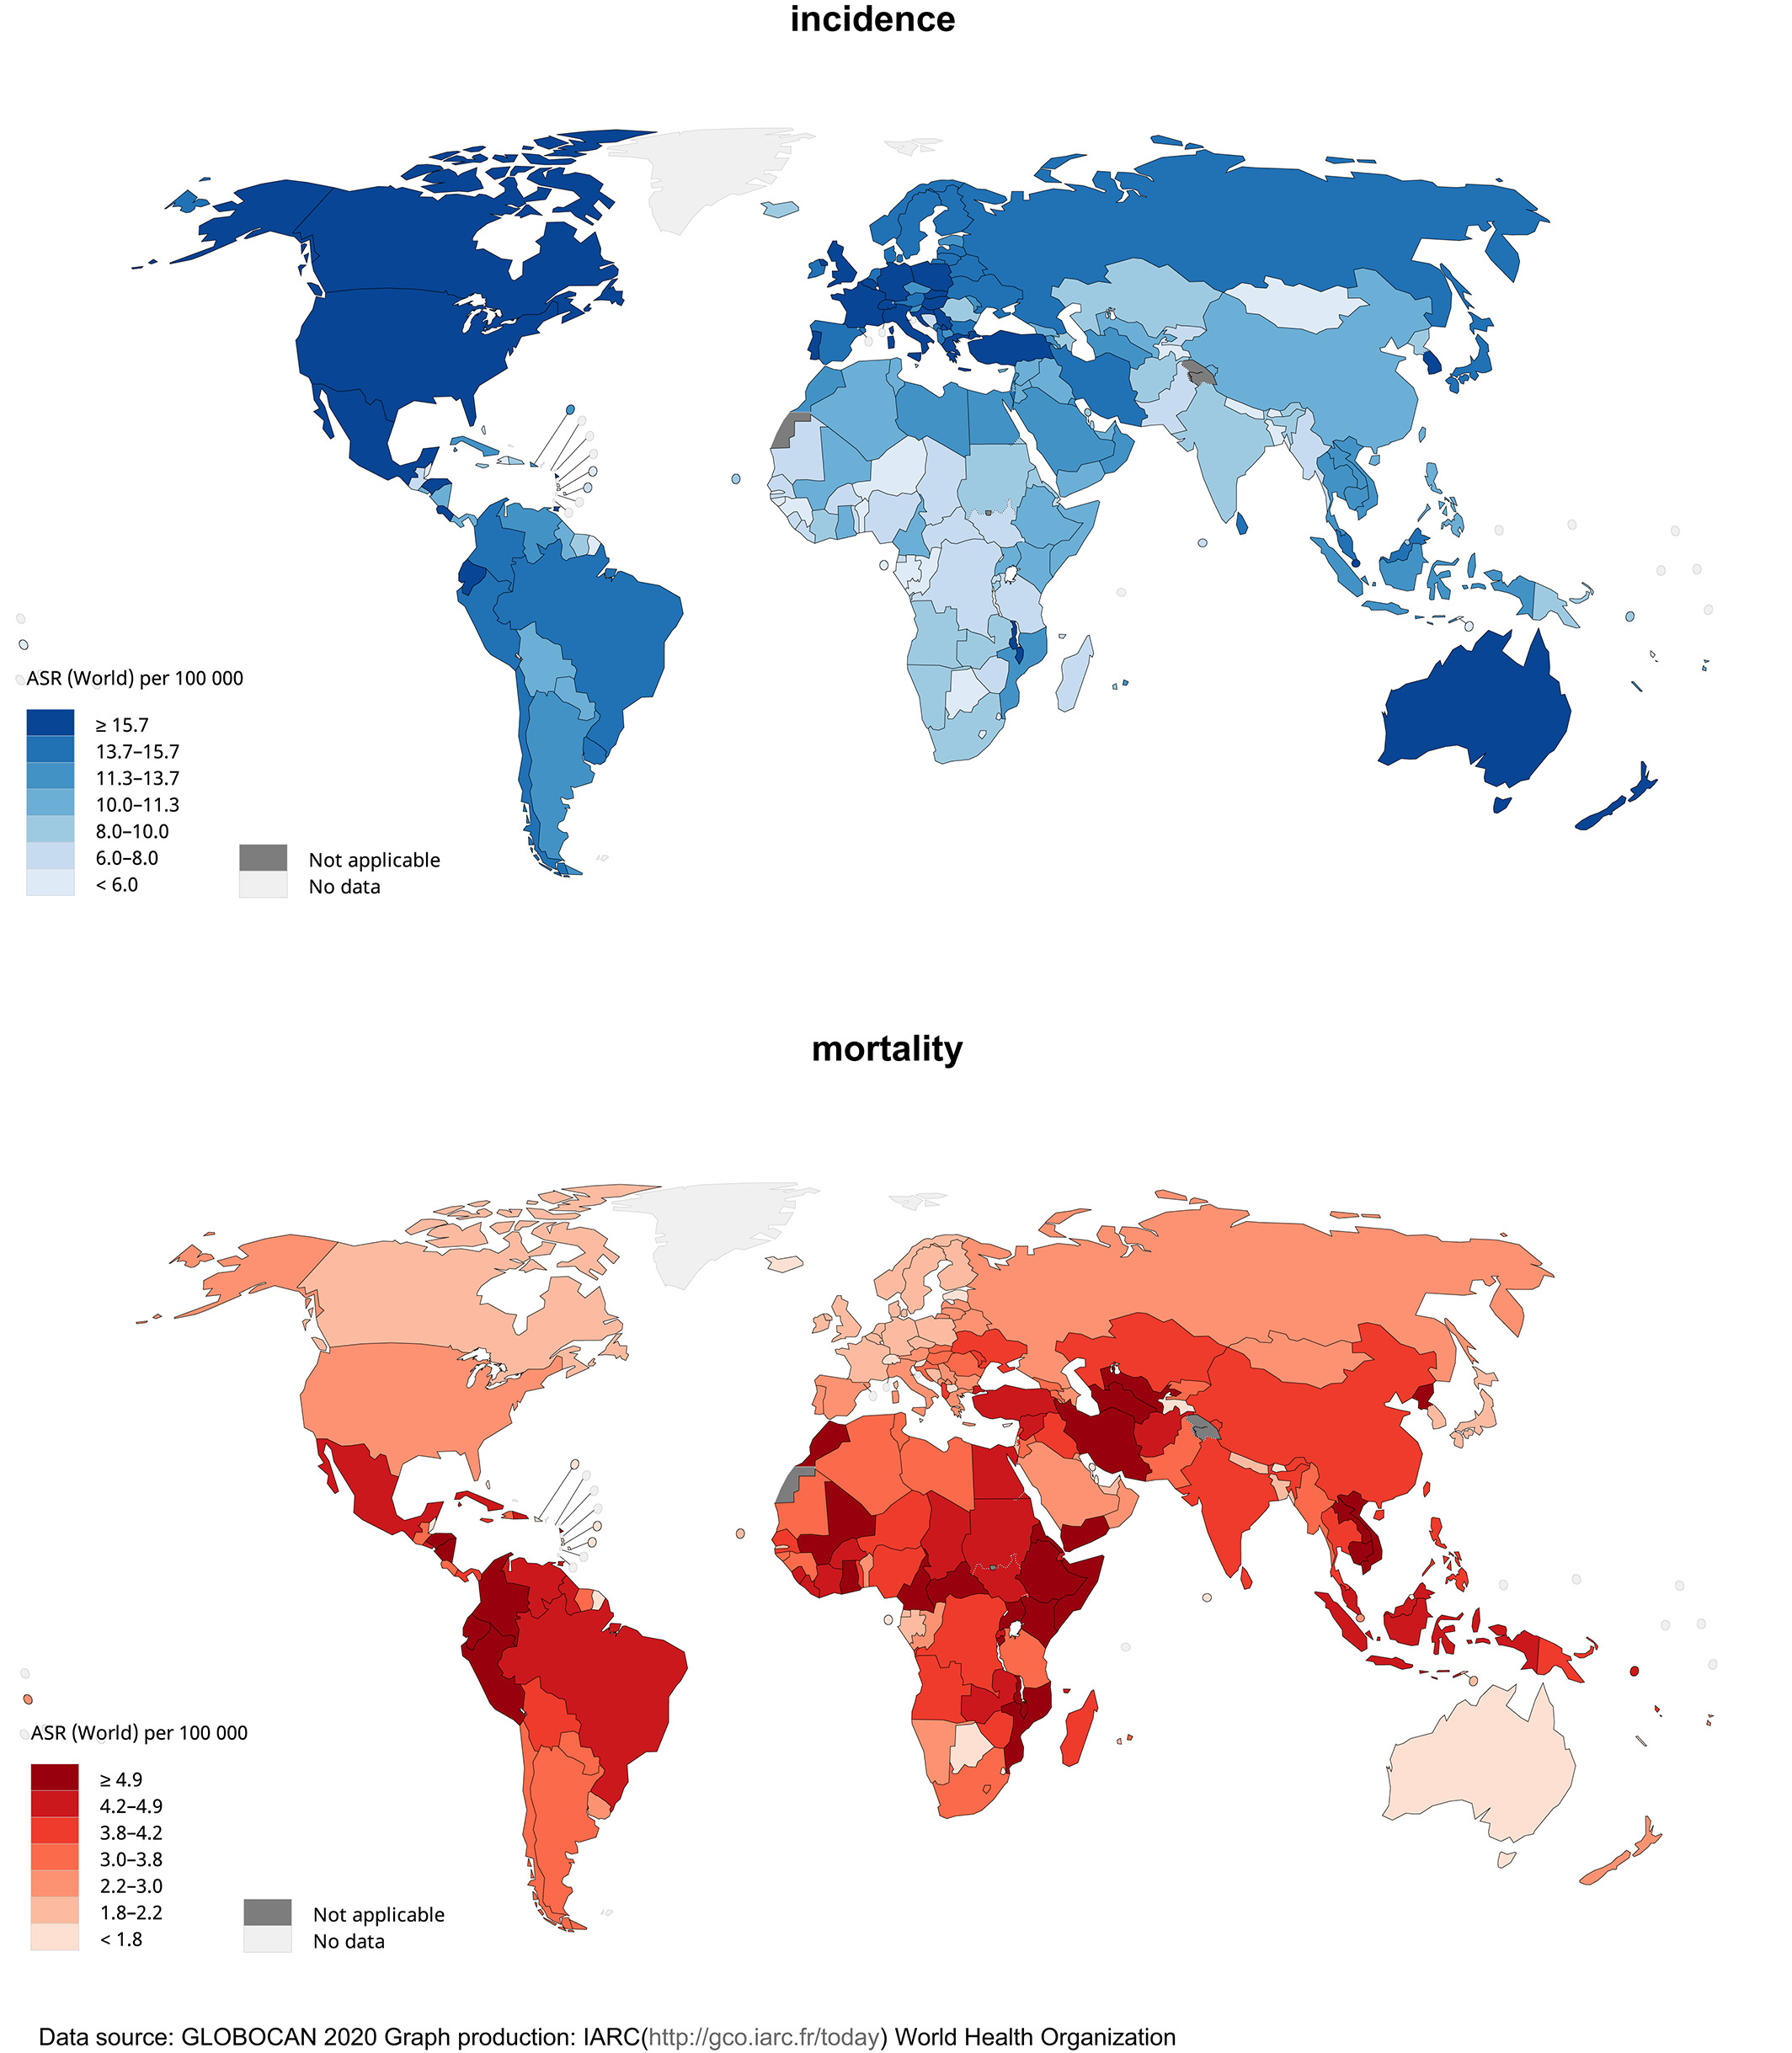 incidence
ASR (World) per 100 000
≥ 15.7
13.7–15.7
11.3–13.7
10.0–11.3
8.0–10.0
6.0–8.0
< 6.0
Not applicable
No data
mortality
ASR (World) per 100 000
≥ 4.9
4.2–4.9
3.8–4.2
3.0–3.8
2.2–3.0
1.8–2.2
< 1.8
Not applicable
No data
Data source: GLOBOCAN 2020 Graph production: IARC(http://gco.iarc.fr/today) World Health Organization